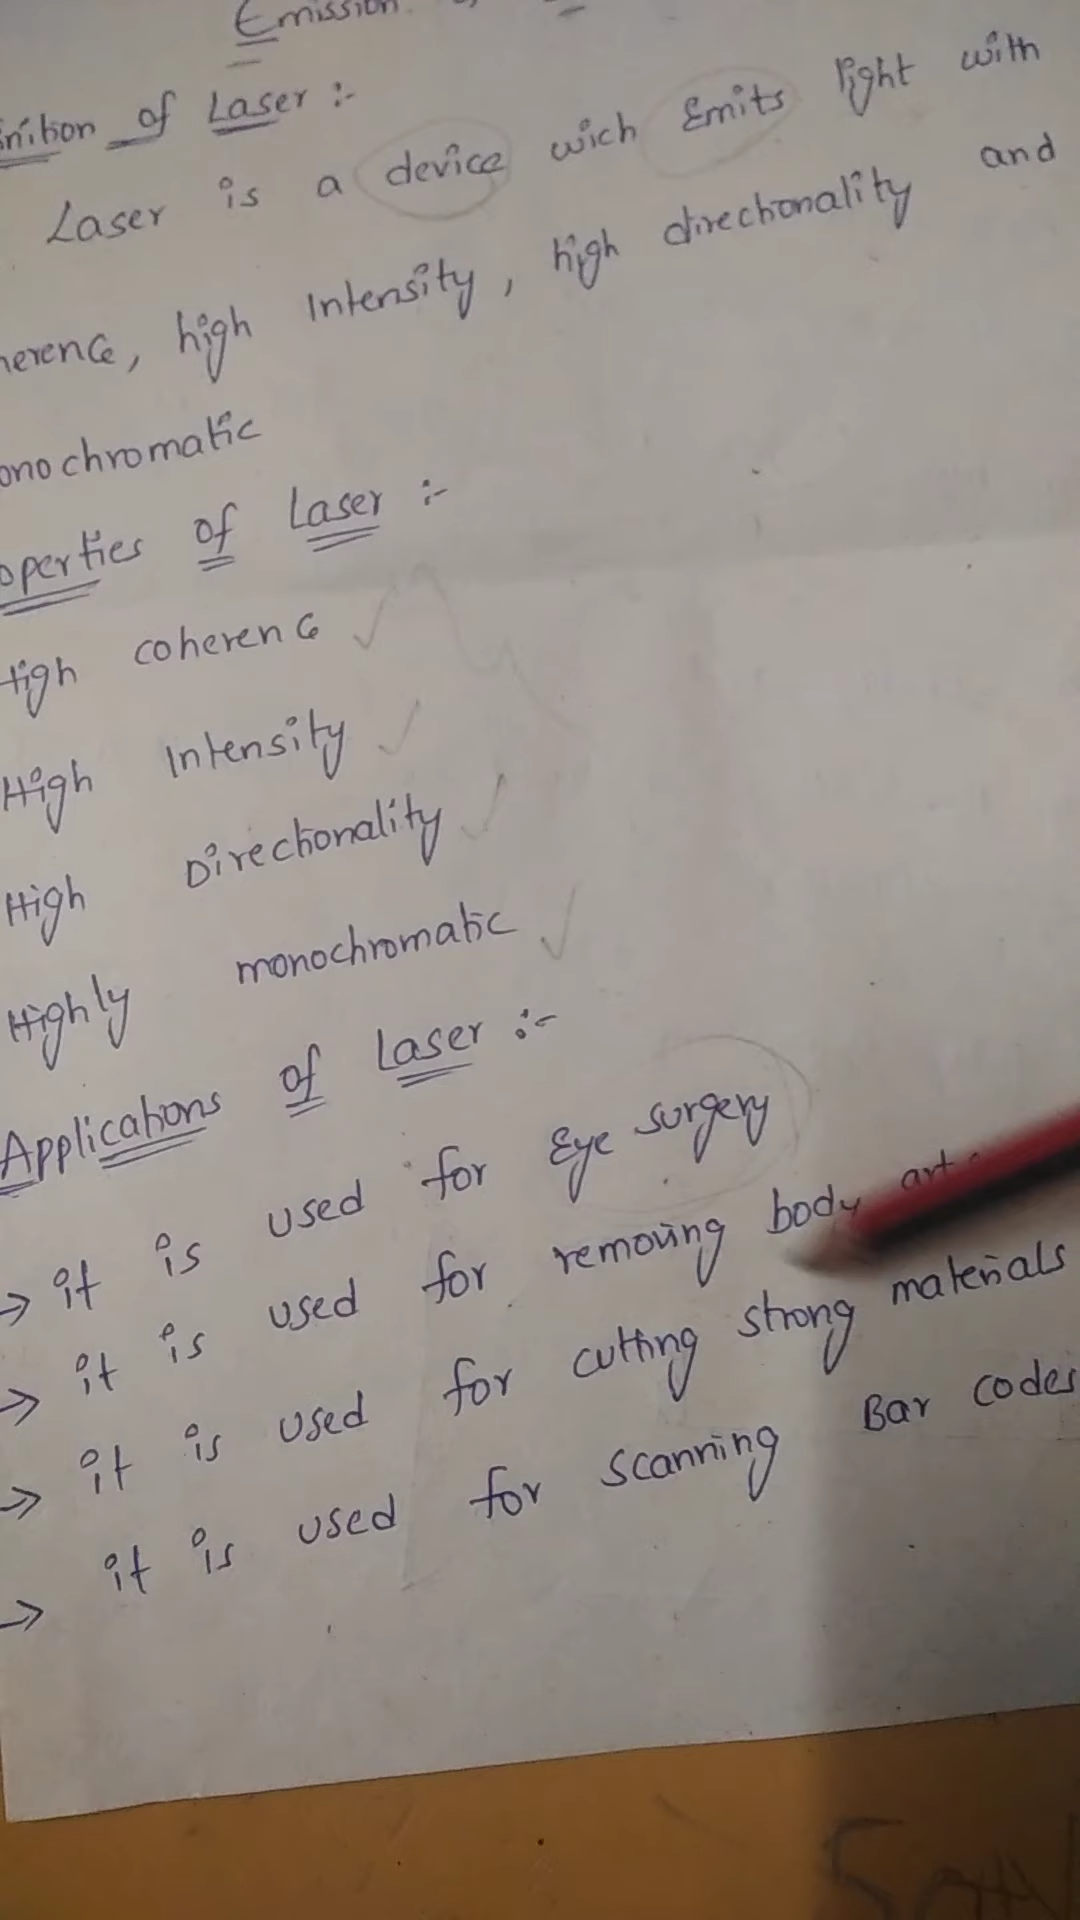 Emission
inition of Laser :-
Laser is a device wich Emits light with
herence, high Intensity, high directionality and
onochromatic
operties of Laser :-
High coherence
High Intensity
High Directionality
Highly monochromatic
Applications of Laser :-
→ it is used for Eye surgery
→ it is used for removing body art
→ it is used for cutting strong materials
→ it is used for scanning Bar codes